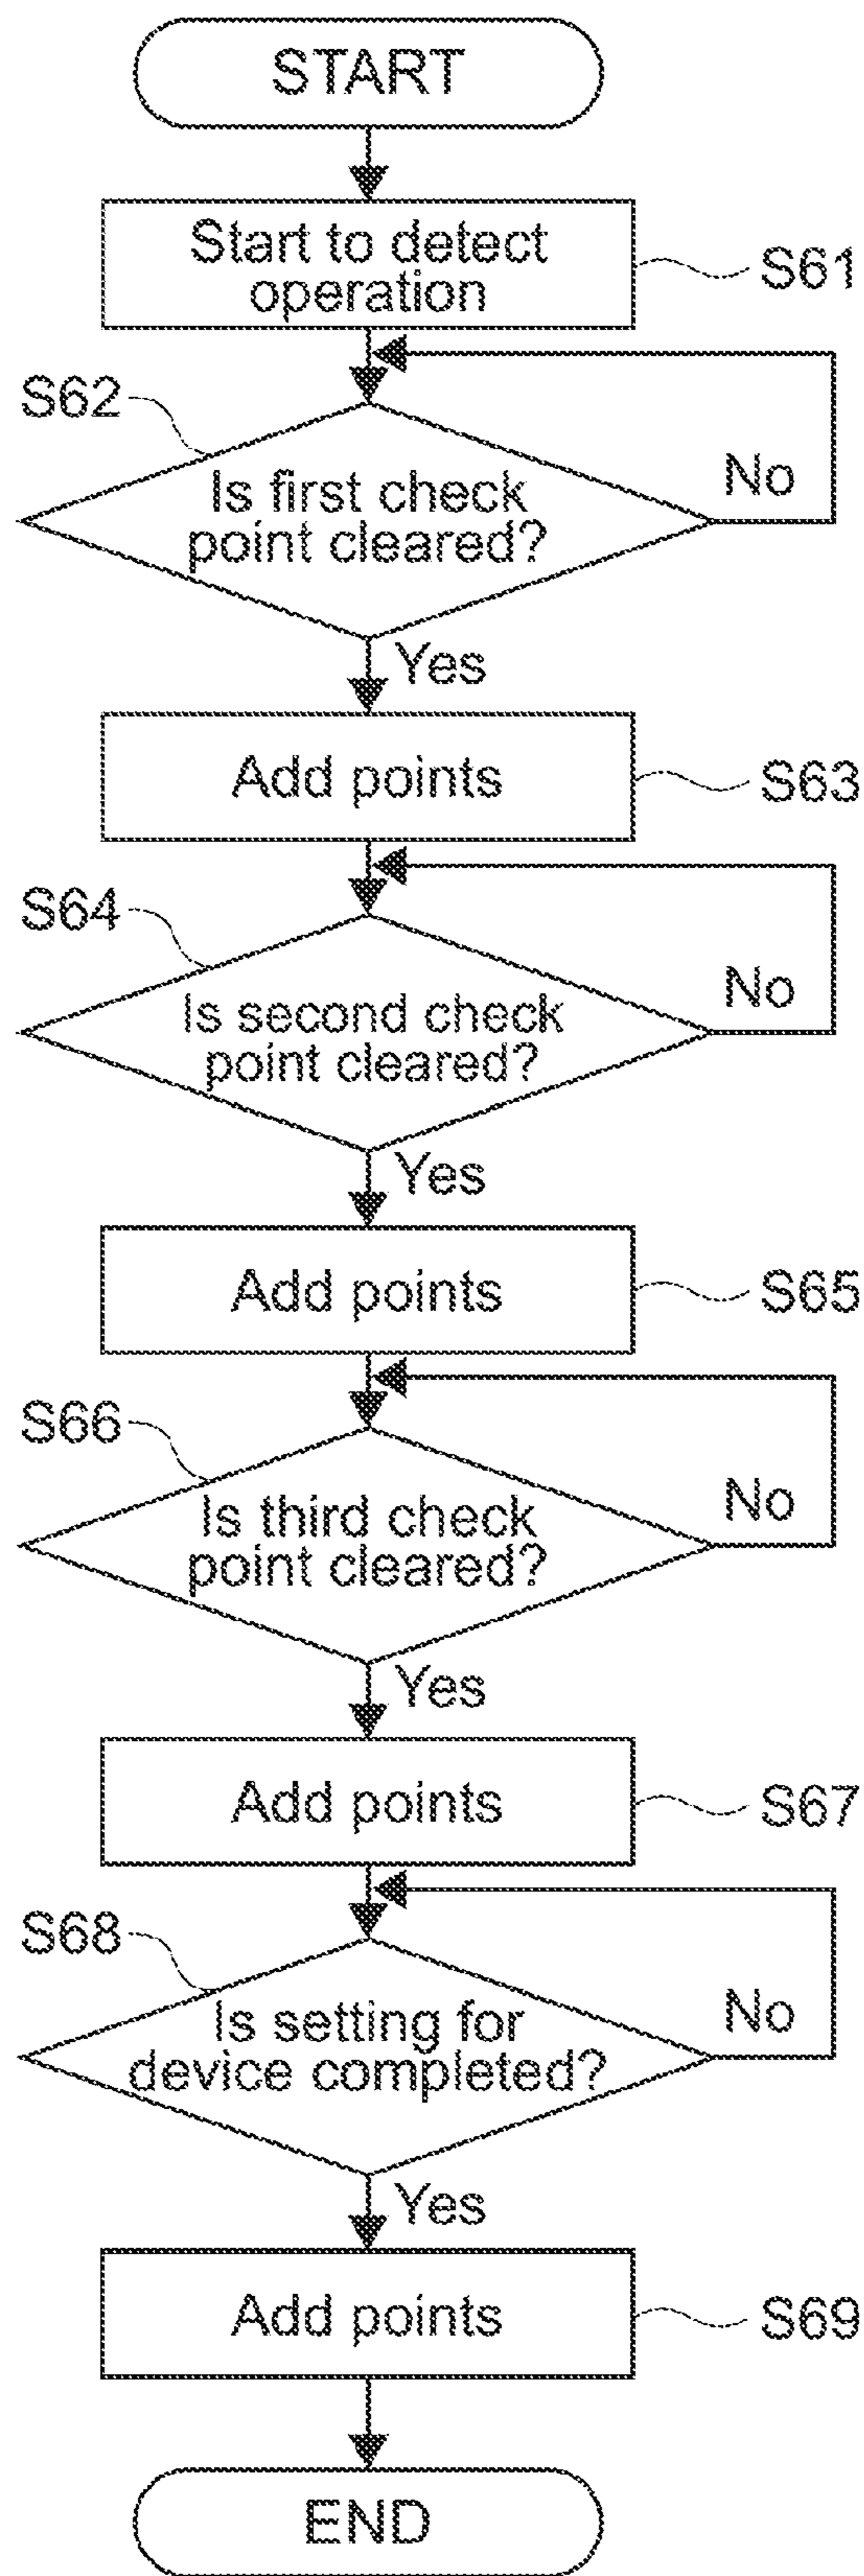 START
Start to detect
operation
S61
S62
Is first check
point cleared?
No
Yes
Add points
S63
S64
Is second check
point cleared?
No
Yes
Add points
S65
S66
Is third check
point cleared?
No
Yes
Add points
S67
S68
Is setting for
device completed?
No
Yes
Add points
S69
END